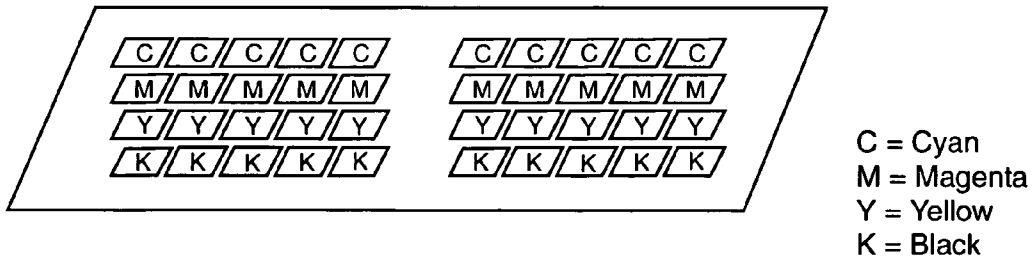 C C C C C C C C C C
M M M M M M M M M M
Y Y Y Y Y Y Y Y Y Y
K K K K K K K K K K
C = Cyan
M = Magenta
Y = Yellow
K = Black